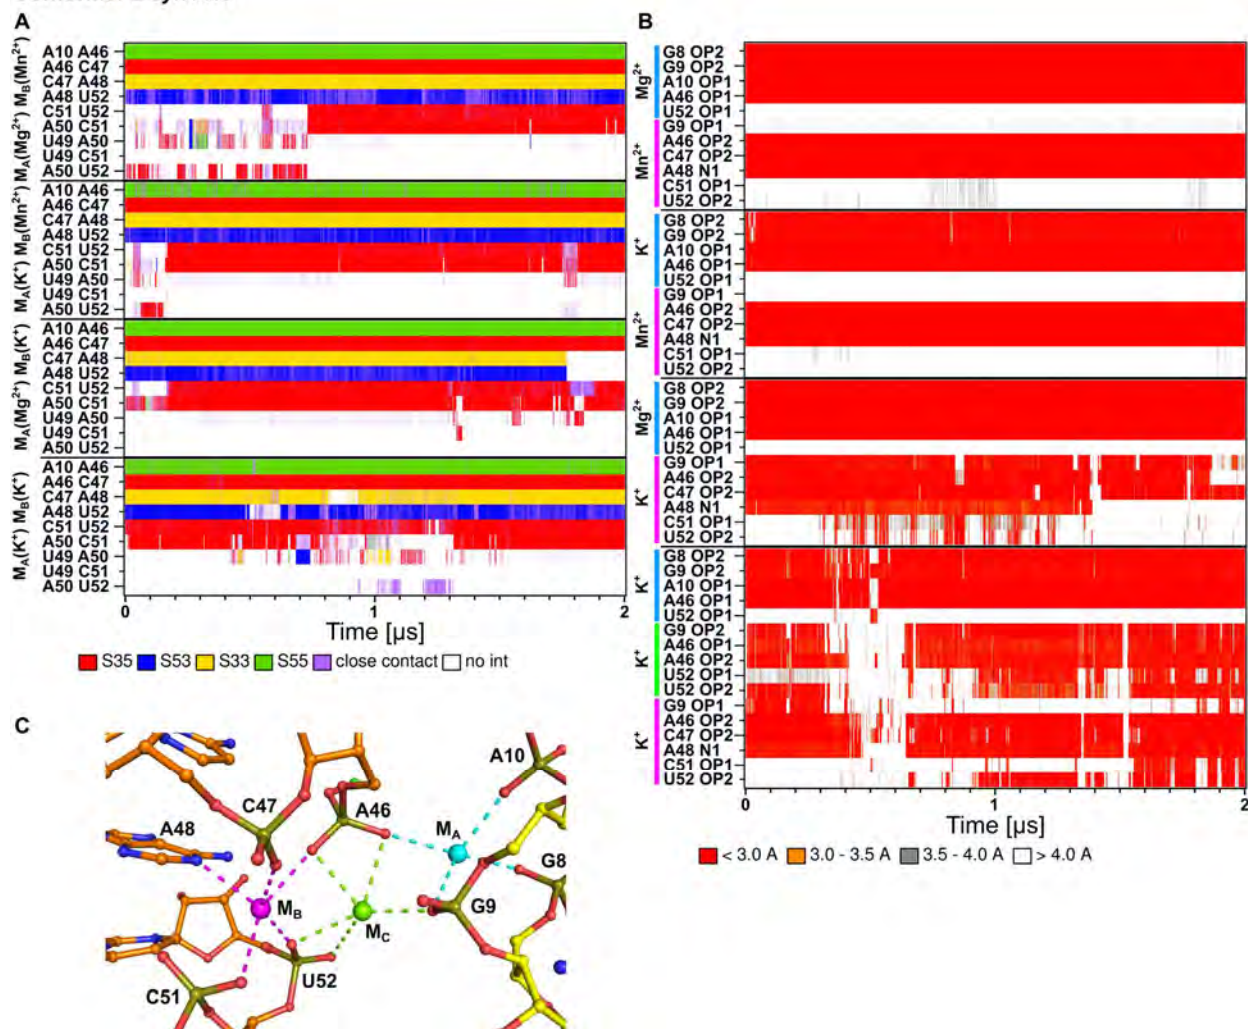 A
M_B(Mn²⁺)
A10 A46
A46 C47
C47 A48
A48 U52
M_A(Mg²⁺)
C51 U52
A50 C51
U49 A50
U49 C51
A50 U52
M_B(Mn²⁺)
A10 A46
A46 C47
C47 A48
A48 U52
M_A(K⁺)
C51 U52
A50 C51
U49 A50
U49 C51
A50 U52
M_B(K⁺)
A10 A46
A46 C47
C47 A48
A48 U52
M_A(Mg²⁺)
C51 U52
A50 C51
U49 A50
U49 C51
A50 U52
M_B(K⁺)
A10 A46
A46 C47
C47 A48
A48 U52
M_A(K⁺)
C51 U52
A50 C51
U49 A50
U49 C51
A50 U52
0 1 2
Time [µs]
S35 S53 S33 S55 close contact no int
B
Mg²⁺
G8 OP2
G9 OP2
A10 OP1
A46 OP1
U52 OP1
Mn²⁺
G9 OP1
A46 OP2
C47 OP2
A48 N1
C51 OP1
U52 OP2
K⁺
G8 OP2
G9 OP2
A10 OP1
A46 OP1
U52 OP1
Mn²⁺
G9 OP1
A46 OP2
C47 OP2
A48 N1
C51 OP1
U52 OP2
Mg²⁺
G8 OP2
G9 OP2
A10 OP1
A46 OP1
U52 OP1
K⁺
G9 OP1
A46 OP2
C47 OP2
A48 N1
C51 OP1
U52 OP2
K⁺
G8 OP2
G9 OP2
A10 OP1
A46 OP1
U52 OP1
K⁺
G9 OP2
A46 OP1
A46 OP2
U52 OP1
U52 OP2
K⁺
G9 OP1
A46 OP2
C47 OP2
A48 N1
C51 OP1
U52 OP2
0 1 2
Time [µs]
< 3.0 A 3.0 - 3.5 A 3.5 - 4.0 A > 4.0 A
C
A10
C47
A46
A48
M_A
G8
M_B
G9
M_C
U52
C51